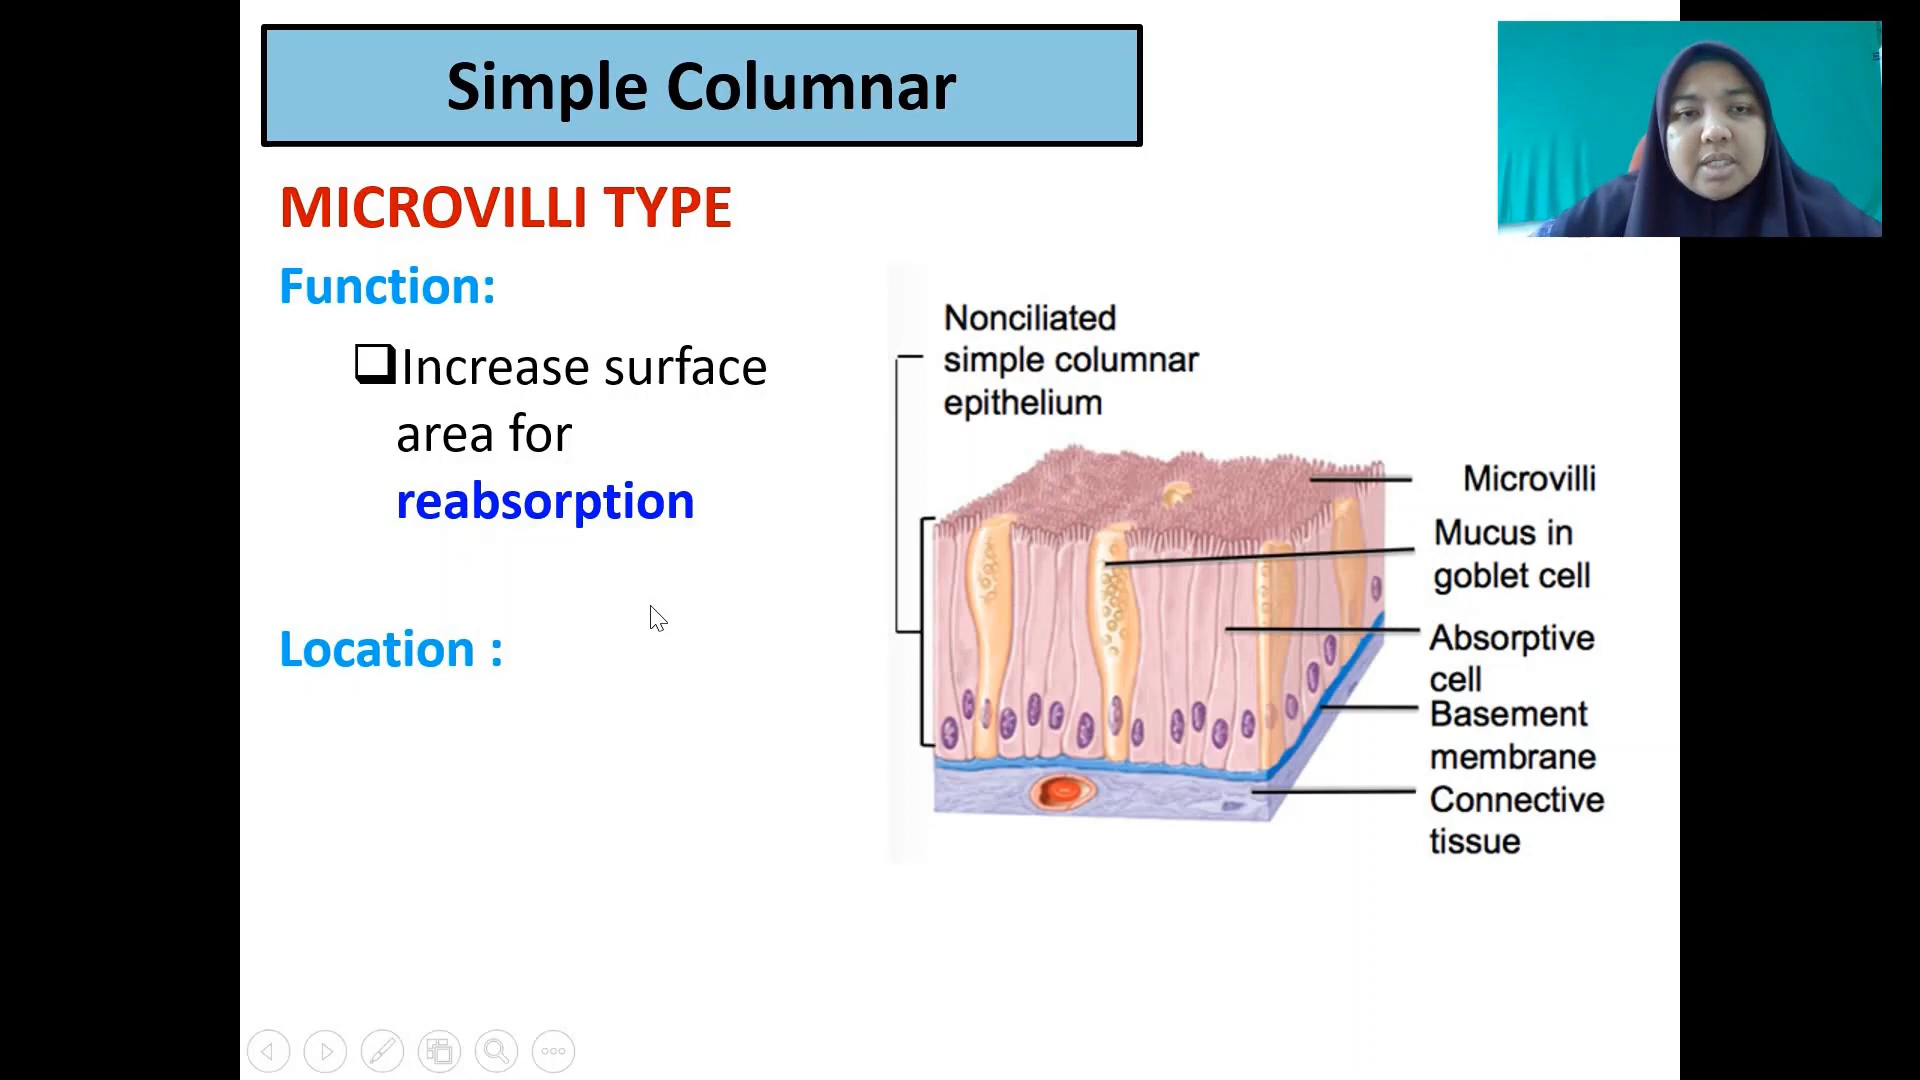 Simple Columnar
MICROVILLI TYPE
Function:
Increase surface
area for
reabsorption
Location :
Nonciliated
simple columnar
epithelium
Microvilli
Mucus in
goblet cell
Absorptive
cell
Basement
membrane
Connective
tissue